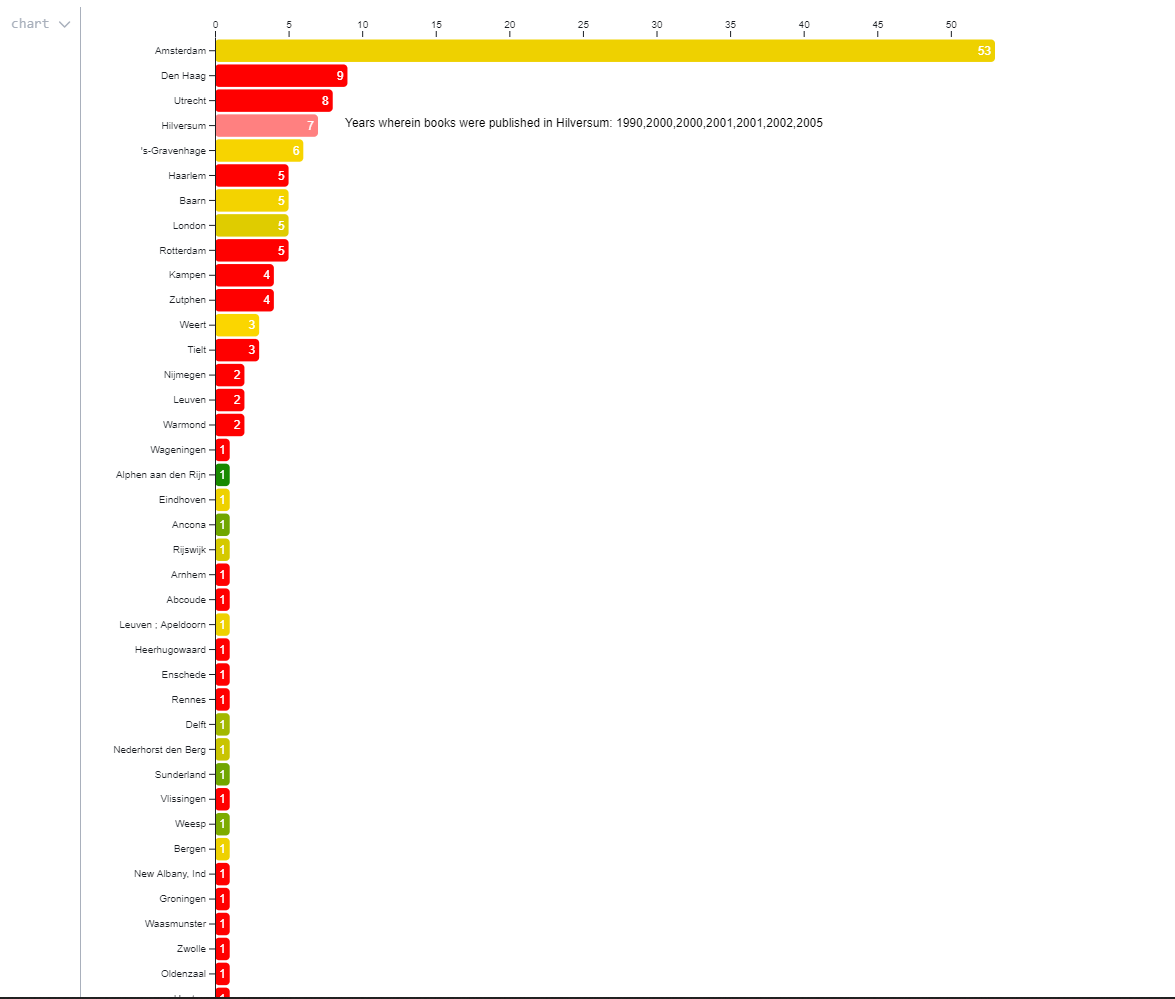 chart
0 5 10 15 20 25 30 35 40 45 50
Amsterdam 53
Den Haag 9
Utrecht 8
Hilversum 7 Years wherein books were published in Hilversum: 1990,2000,2000,2001,2001,2002,2005
's-Gravenhage 6
Haarlem 5
Baarn 5
London 5
Rotterdam 5
Kampen 4
Zutphen 4
Weert 3
Tielt 3
Nijmegen 2
Leuven 2
Warmond 2
Wageningen 1
Alphen aan den Rijn 1
Eindhoven 1
Ancona 1
Rijswijk 1
Arnhem 1
Abcoude 1
Leuven ; Apeldoorn 1
Heerhugowaard 1
Enschede 1
Rennes 1
Delft 1
Nederhorst den Berg 1
Sunderland 1
Vlissingen 1
Weesp 1
Bergen 1
New Albany, Ind 1
Groningen 1
Waasmunster 1
Zwolle 1
Oldenzaal 1